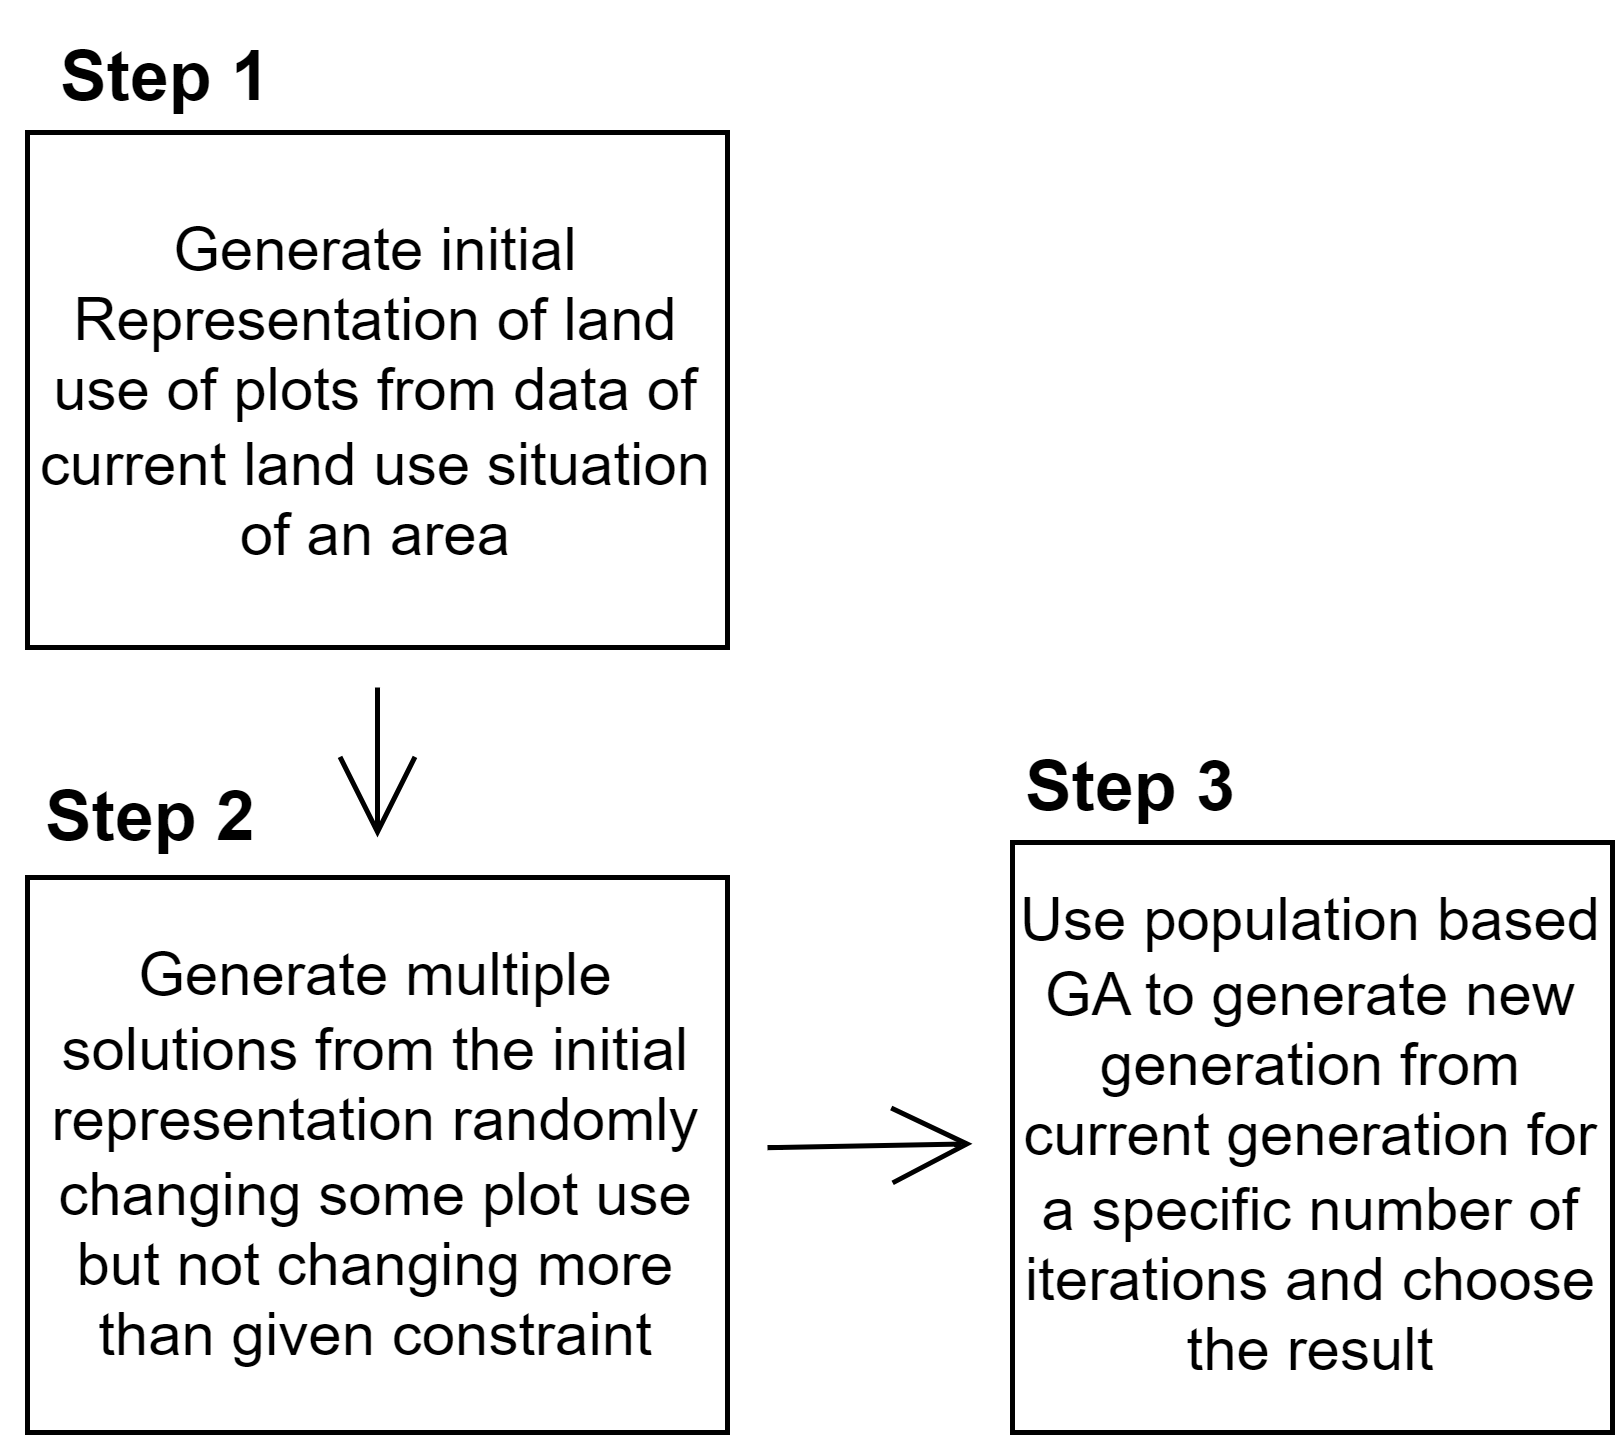 Step 1
Generate initial
Representation of land
use of plots from data of
current land use situation
of an area
Step 2
Generate multiple
solutions from the initial
representation randomly
changing some plot use
but not changing more
than given constraint
Step 3
Use population based
GA to generate new
generation from
current generation for
a specific number of
iterations and choose
the result